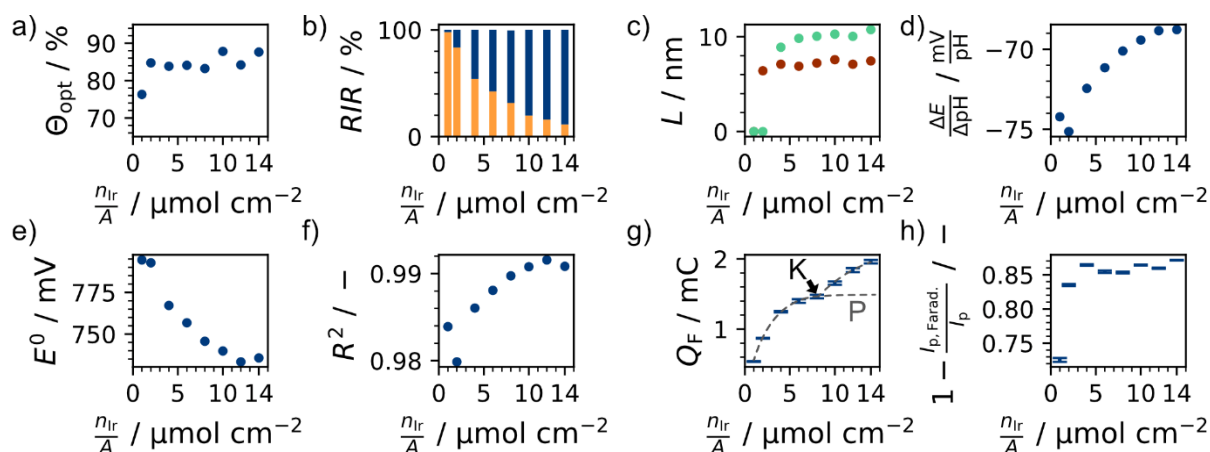 a)
Θopt / %
90
80
70
0
5
10
14
nIr/A / µmol cm−2
b)
RIR / %
100
0
0
5
10
14
nIr/A / µmol cm−2
c)
L / nm
10
0
0
5
10
14
nIr/A / µmol cm−2
d)
ΔE/ΔpH / mV/pH
−70
−75
0
5
10
14
nIr/A / µmol cm−2
e)
E0 / mV
775
750
0
5
10
14
nIr/A / µmol cm−2
f)
R2 / −
0.99
0.98
0
5
10
14
nIr/A / µmol cm−2
g)
QF / mC
2
1
K
P
0
5
10
14
nIr/A / µmol cm−2
h)
1 − Ip, Farad./Ip / −
0.85
0.80
0.75
0
5
10
14
nIr/A / µmol cm−2